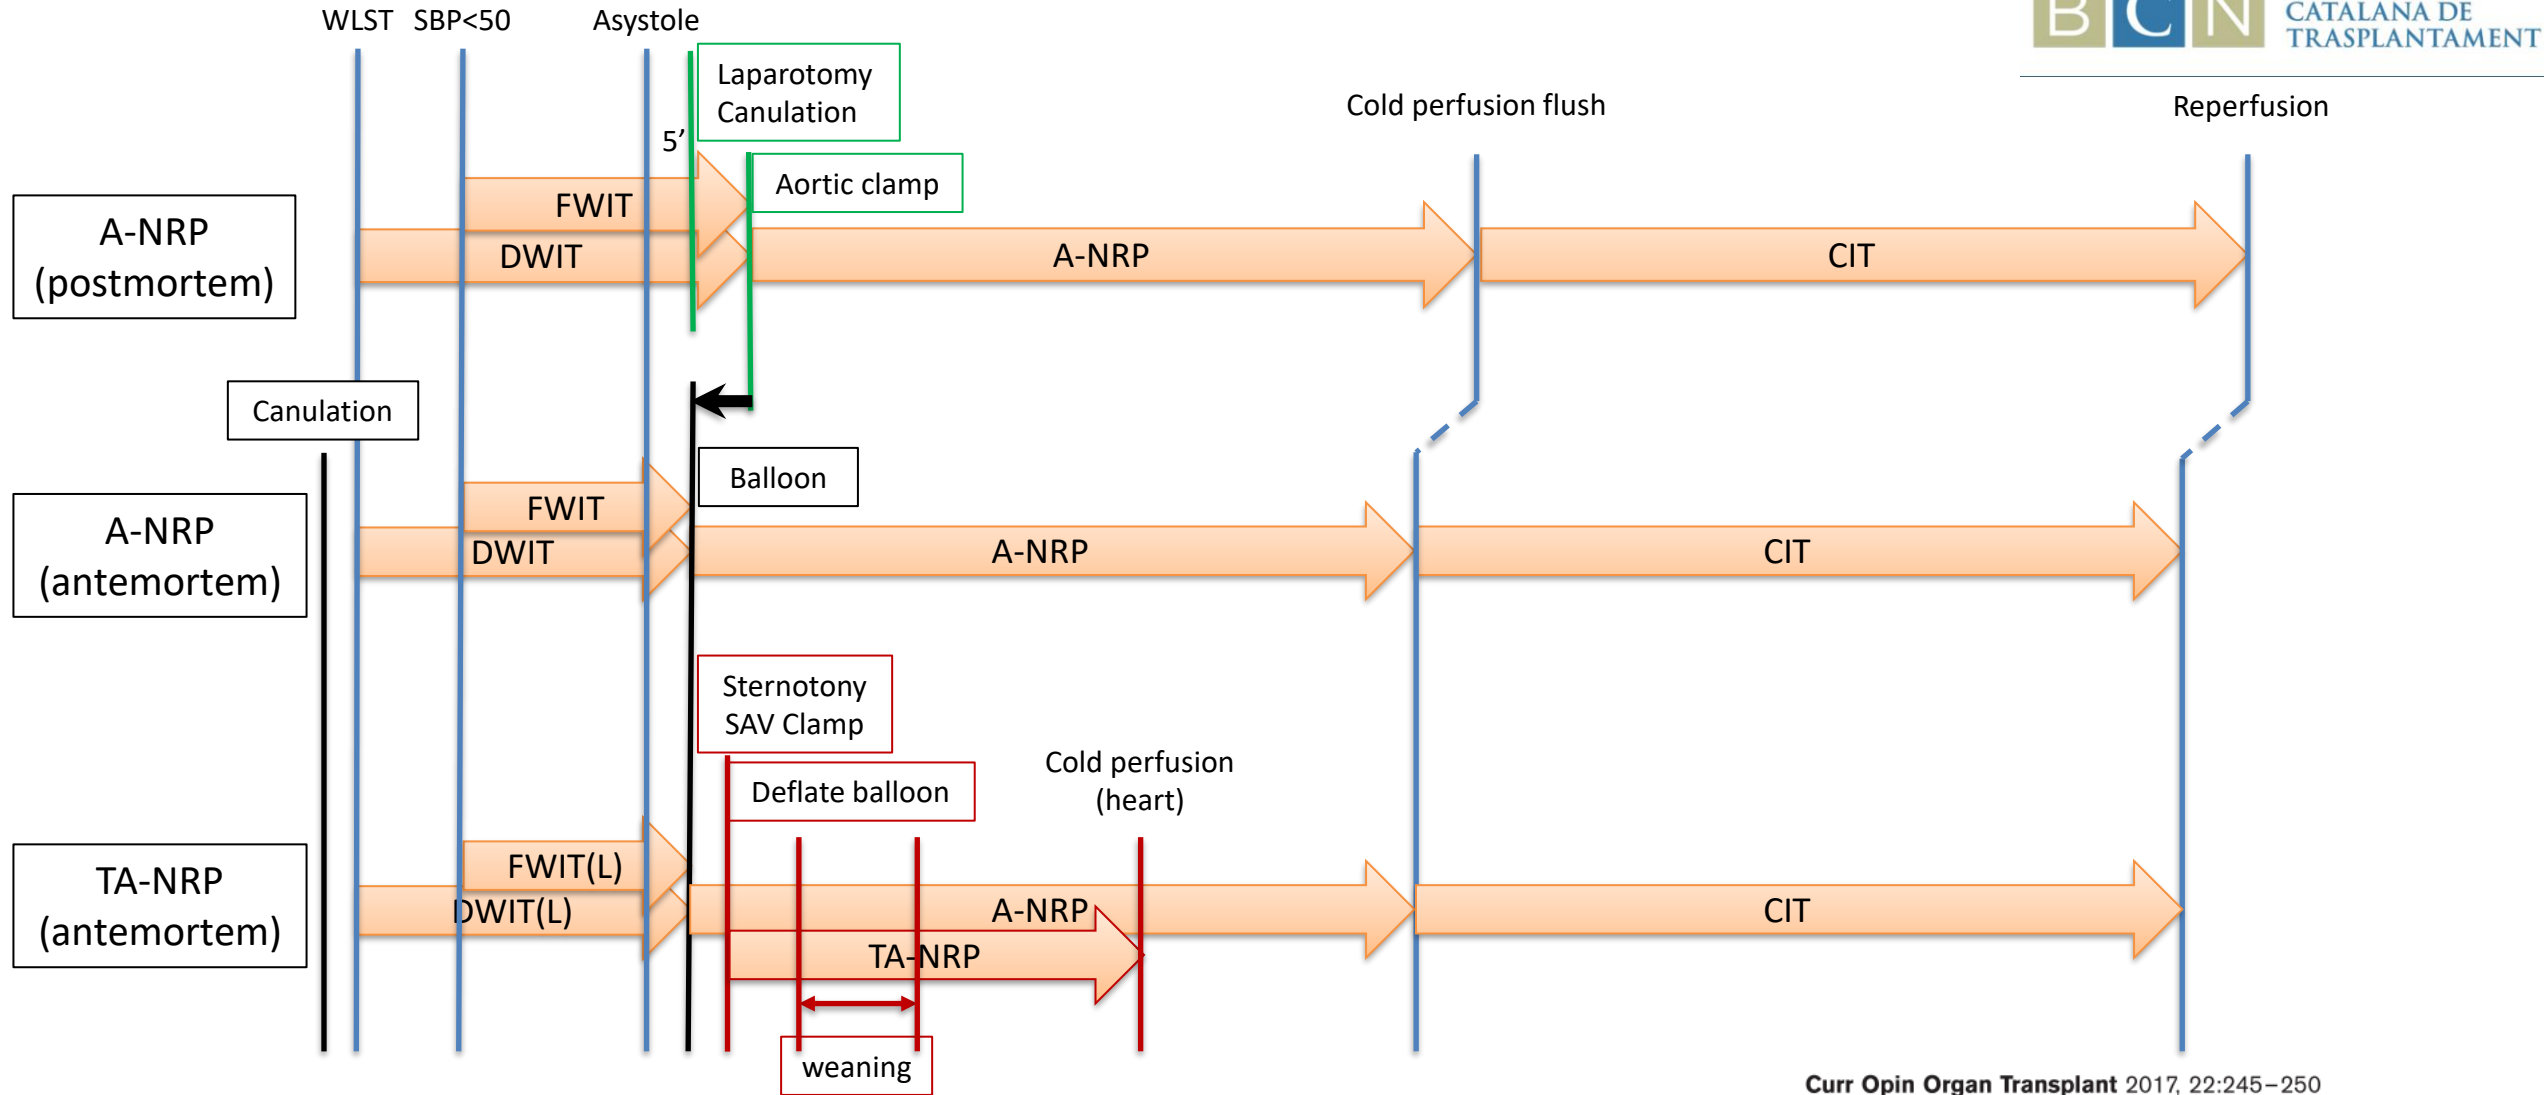 WLST SBP<50 Asystole
B C N CATALANA DE
TRASPLANTAMENT
Laparotomy
Canulation
5’
Cold perfusion flush
Reperfusion
Aortic clamp
FWIT
A-NRP
(postmortem)
DWIT
A-NRP
CIT
Canulation
Balloon
FWIT
A-NRP
(antemortem)
DWIT
A-NRP
CIT
Sternotony
SAV Clamp
Deflate balloon
Cold perfusion
(heart)
FWIT(L)
TA-NRP
(antemortem)
DWIT(L)
A-NRP
CIT
TA-NRP
weaning
Curr Opin Organ Transplant 2017, 22:245–250